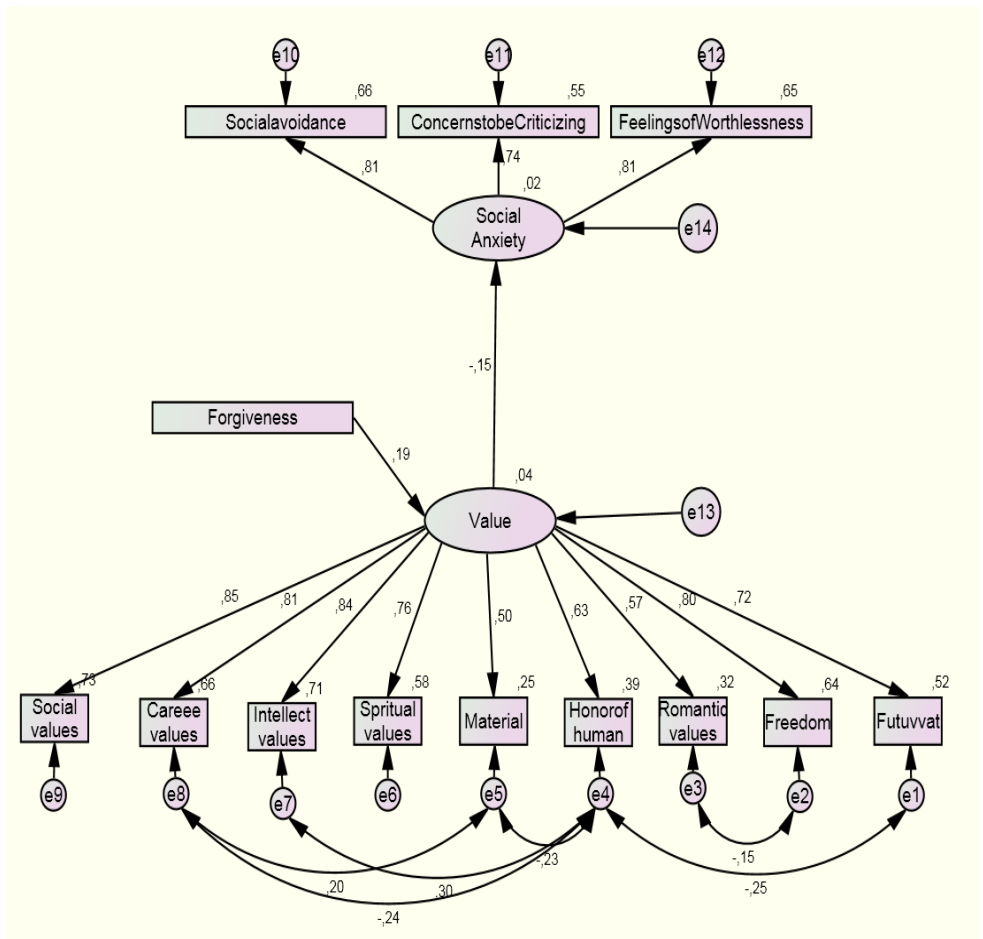 e10
e11
e12
,66
,55
,65
Socialavoidance
ConcernstobeCriticizing
FeelingsofWorthlessness
,81
,74
,81
,02
Social
Anxiety
e14
-,15
Forgiveness
,19
,04
Value
e13
,85
,81
,84
,76
,50
,63
,57
,80
,72
,73
,66
,71
,58
,25
,39
,32
,64
,52
Social
values
Careee
values
Intellect
values
Spritual
values
Material
Honorof
human
Romantic
values
Freedom
Futuvvat
e9
e8
e7
e6
e5
e4
e3
e2
e1
-,23
-,15
,20
,30
-,25
-,24